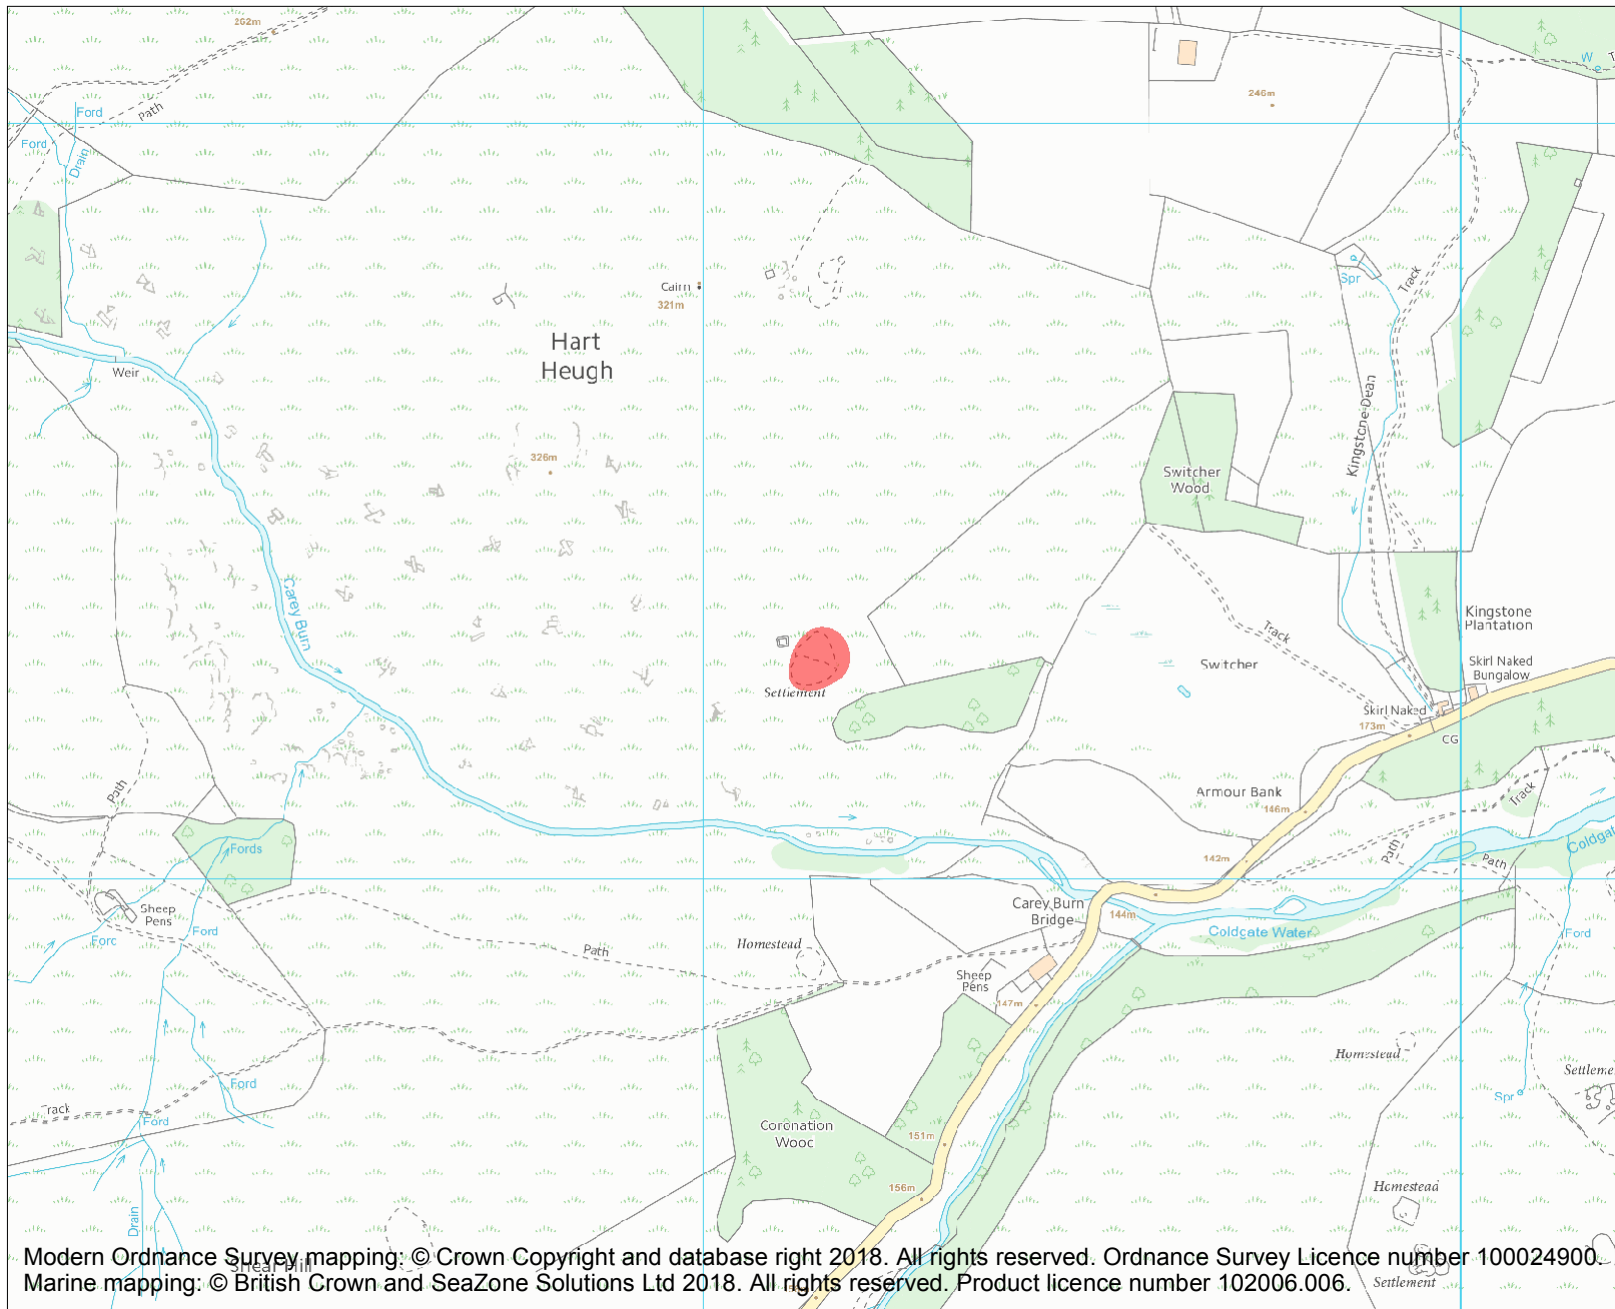 262m
Path
Ford
Ford
Drain
W
246m
Spr
Track
Cairn
321m
Hart
Heugh
Weir
Kingstone Dean
326m
Switcher
Wood
Carey Burn
Track
Kingstone
Plantation
Switcher
Skirl Naked
Bungalow
Settlement
Skirl Naked
173m
CG
Path
Armour Bank
146m
Track
Fords
142m
Path
Path
Sheep
Pens
Ford
Carey Burn
Bridge
144m
Coldgate Water
Ford
Homestead
Path
Sheep
Pens
147m
Homestead
Ford
Spr
Ford
Coronation
151m
Homestead
156m
Drain
Sheal Hill
Settlement
Modern Ordnance Survey mapping: © Crown Copyright and database right 2018. All rights reserved. Ordnance Survey Licence number 100024900.
Marine mapping: © British Crown and SeaZone Solutions Ltd 2018. All rights reserved. Product licence number 102006.006.